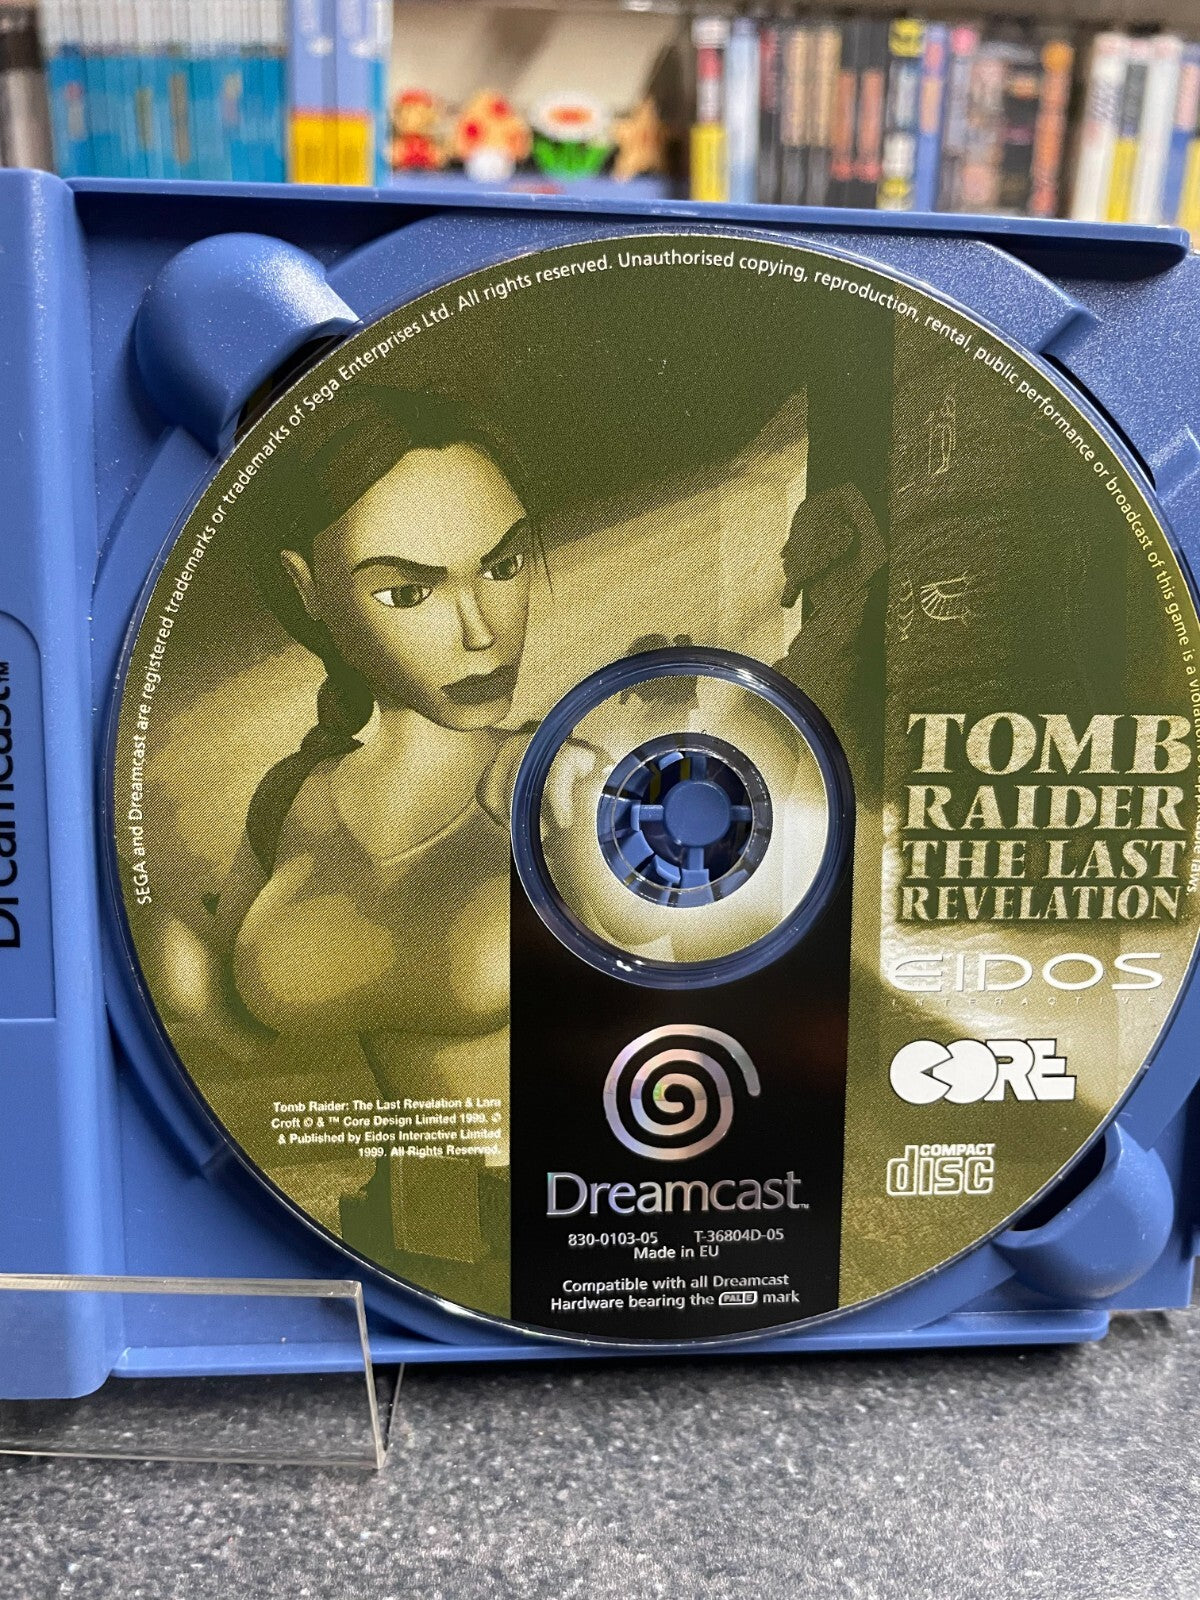 SEGA and Dreamcast are registered trademarks or trademarks of Sega Enterprises Ltd. All rights reserved. Unauthorised copying, reproduction, rental, public performance or broadcast of this game is a
Dreamcast™
TOMB
RAIDER
THE LAST
REVELATION
EIDOS
INTERACTIVE
CORE
COMPACT
disc
Tomb Raider: The Last Revelation & Lara
Croft © & ™ Core Design Limited 1999. ©
& Published by Eidos Interactive Limited
1999. All Rights Reserved.
Dreamcast™
830-0103-05 T-36804D-05
Made in EU
Compatible with all Dreamcast
Hardware bearing the PAL E mark